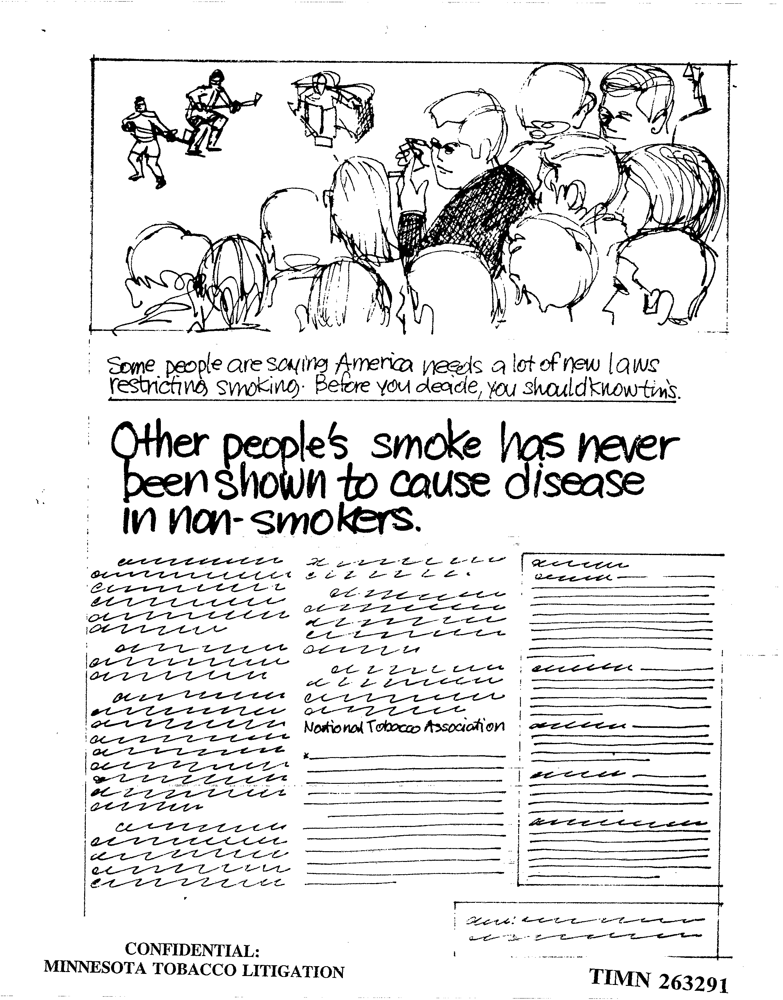 Some people are saying America needs a lot of new laws
restricting smoking. Before you decide, you should know this.
Other people's smoke has never
been shown to cause disease
in non-smokers.
National Tobacco Association
CONFIDENTIAL:
MINNESOTA TOBACCO LITIGATION
TIMN 263291